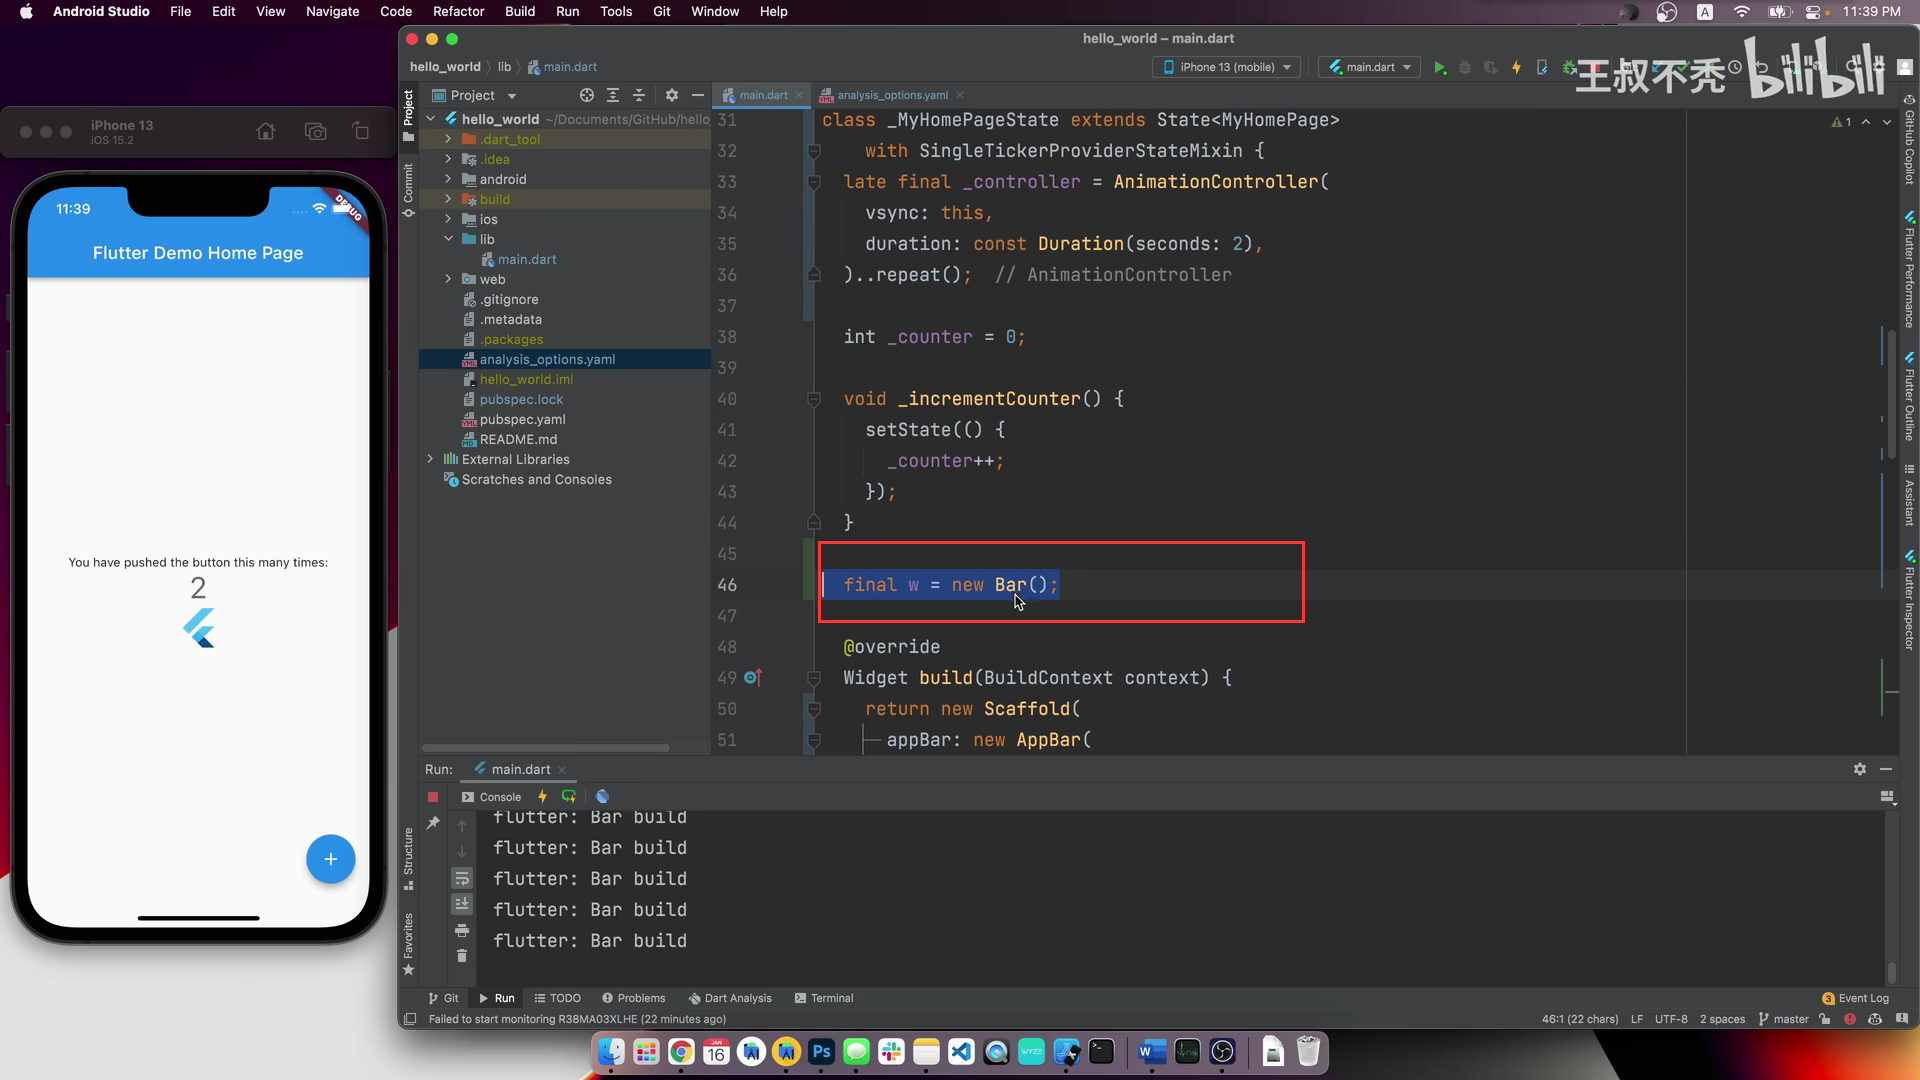 Android Studio File Edit View Navigate Code Refactor Build Run Tools Git Window Help A 11:39 PM
hello_world – main.dart
hello_world lib main.dart iPhone 13 (mobile) main.dart
王叔不秃 bilibili
iPhone 13
iOS 15.2
11:39
DEBUG
Flutter Demo Home Page
You have pushed the button this many times:
2
+
Project
Commit
Structure
Favorites
Project
hello_world ~/Documents/GitHub/hello_
.dart_tool
.idea
android
build
ios
lib
main.dart
web
.gitignore
.metadata
.packages
analysis_options.yaml
hello_world.iml
pubspec.lock
pubspec.yaml
README.md
External Libraries
Scratches and Consoles
main.dart analysis_options.yaml
1
31 class _MyHomePageState extends State<MyHomePage>
32 with SingleTickerProviderStateMixin {
33 late final _controller = AnimationController(
34 vsync: this,
35 duration: const Duration(seconds: 2),
36 )..repeat(); // AnimationController
37
38 int _counter = 0;
39
40 void _incrementCounter() {
41 setState(() {
42 _counter++;
43 });
44 }
45
46 final w = new Bar();
47
48 @override
49 Widget build(BuildContext context) {
50 return new Scaffold(
51 appBar: new AppBar(
GitHub Copilot
Flutter Performance
Flutter Outline
Assistant
Flutter Inspector
Run: main.dart
Console
flutter: Bar build
flutter: Bar build
flutter: Bar build
flutter: Bar build
flutter: Bar build
Git Run TODO Problems Dart Analysis Terminal 3 Event Log
Failed to start monitoring R38MA03XLHE (22 minutes ago) 46:1 (22 chars) LF UTF-8 2 spaces master
JAN
16
Ps
WYZE
W